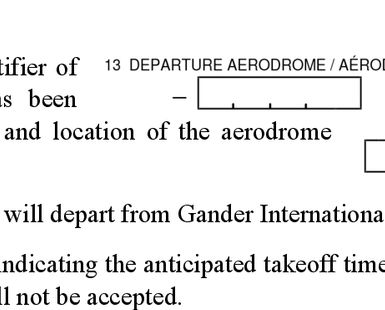 tifier of
13 DEPARTURE AERODROME / AÉROD
as been
–
and location of the aerodrome
will depart from Gander Internationa
indicating the anticipated takeoff time
ll not be accepted.